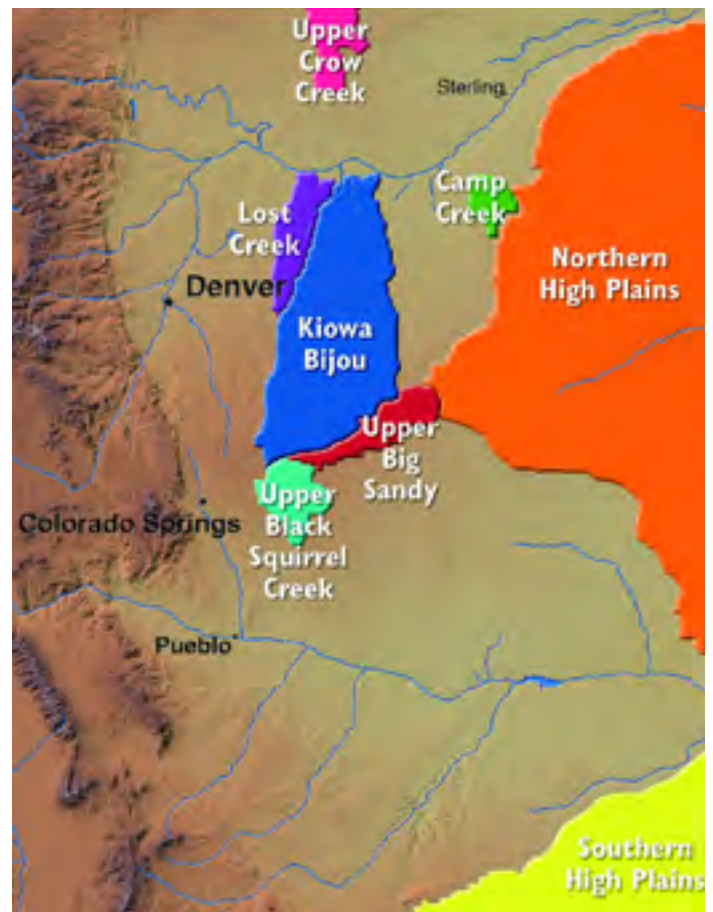 Upper
Crow
Creek
Sterling
Camp
Creek
Lost
Creek
Northern
High Plains
Denver
Kiowa
Bijou
Upper
Big
Sandy
Upper
Black
Squirrel
Creek
Colorado Springs
Pueblo
Southern
High Plains